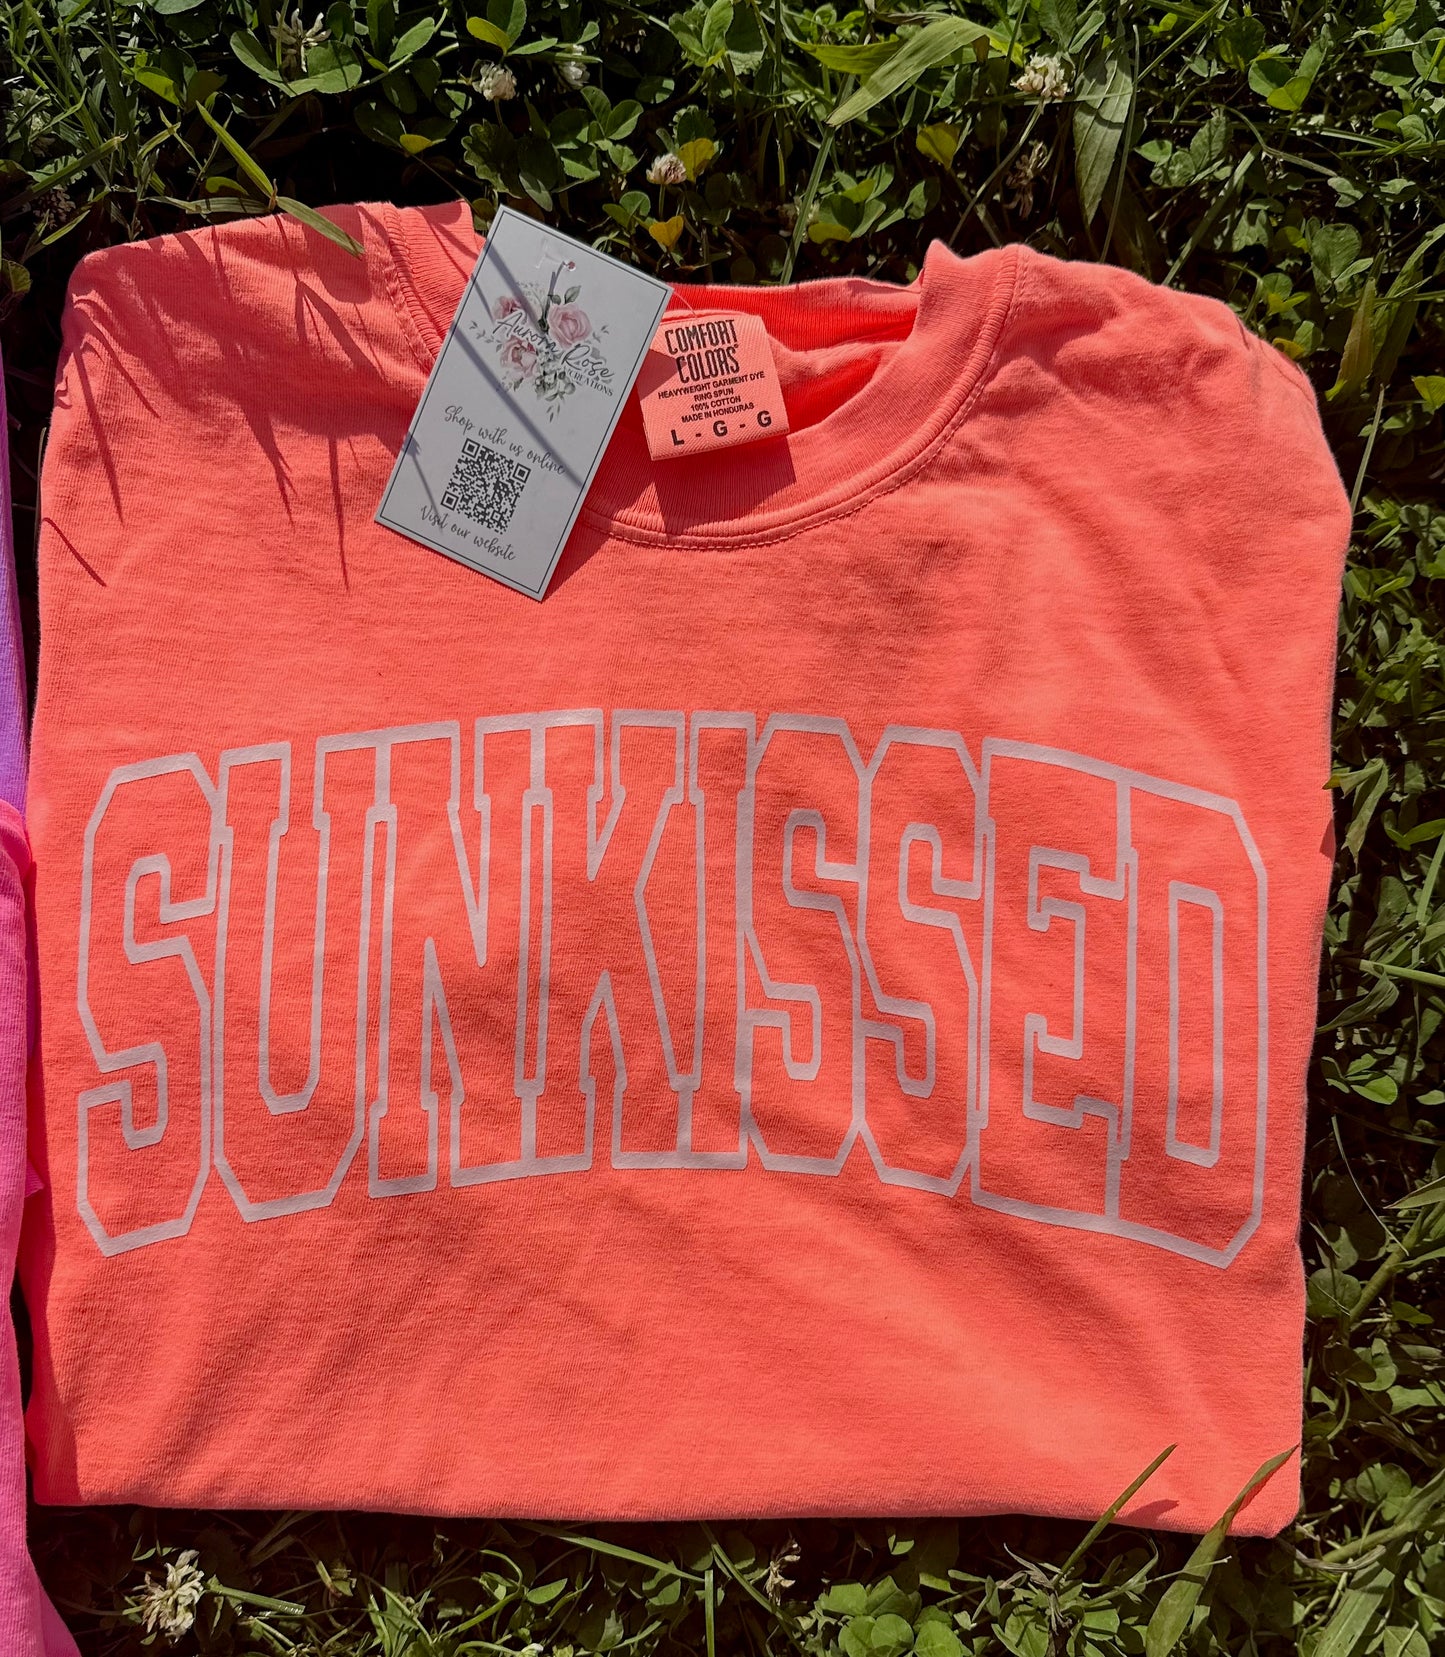 Aurora Rose
CREATIONS
Shop with us online
Visit our website
COMFORT
COLORS
HEAVYWEIGHT GARMENT DYE
RING SPUN
100% COTTON
MADE IN HONDURAS
L - G - G
SUNKISSED